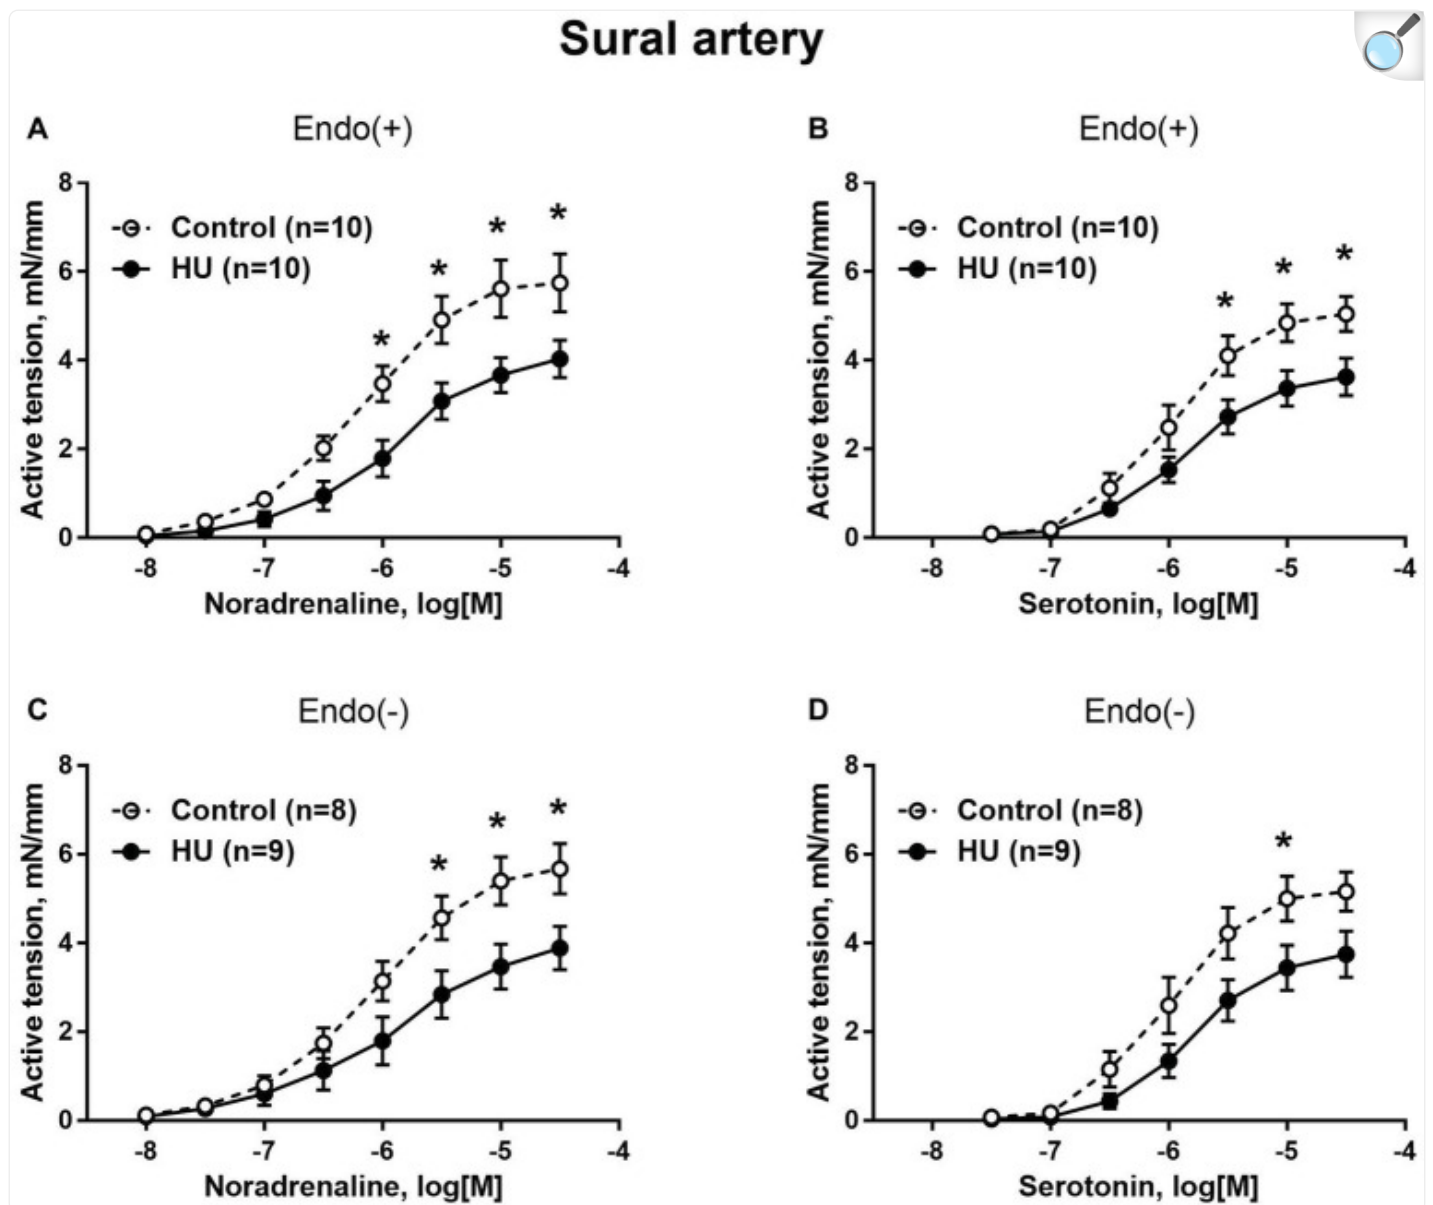 Sural artery
A
Endo(+)
Active tension, mN/mm
8
6
4
2
0
Control (n=10)
HU (n=10)
*
*
*
*
-8
-7
-6
-5
-4
Noradrenaline, log[M]
B
Endo(+)
Active tension, mN/mm
8
6
4
2
0
Control (n=10)
HU (n=10)
*
*
*
-8
-7
-6
-5
-4
Serotonin, log[M]
C
Endo(-)
Active tension, mN/mm
8
6
4
2
0
Control (n=8)
HU (n=9)
*
*
*
-8
-7
-6
-5
-4
Noradrenaline, log[M]
D
Endo(-)
Active tension, mN/mm
8
6
4
2
0
Control (n=8)
HU (n=9)
*
-8
-7
-6
-5
-4
Serotonin, log[M]